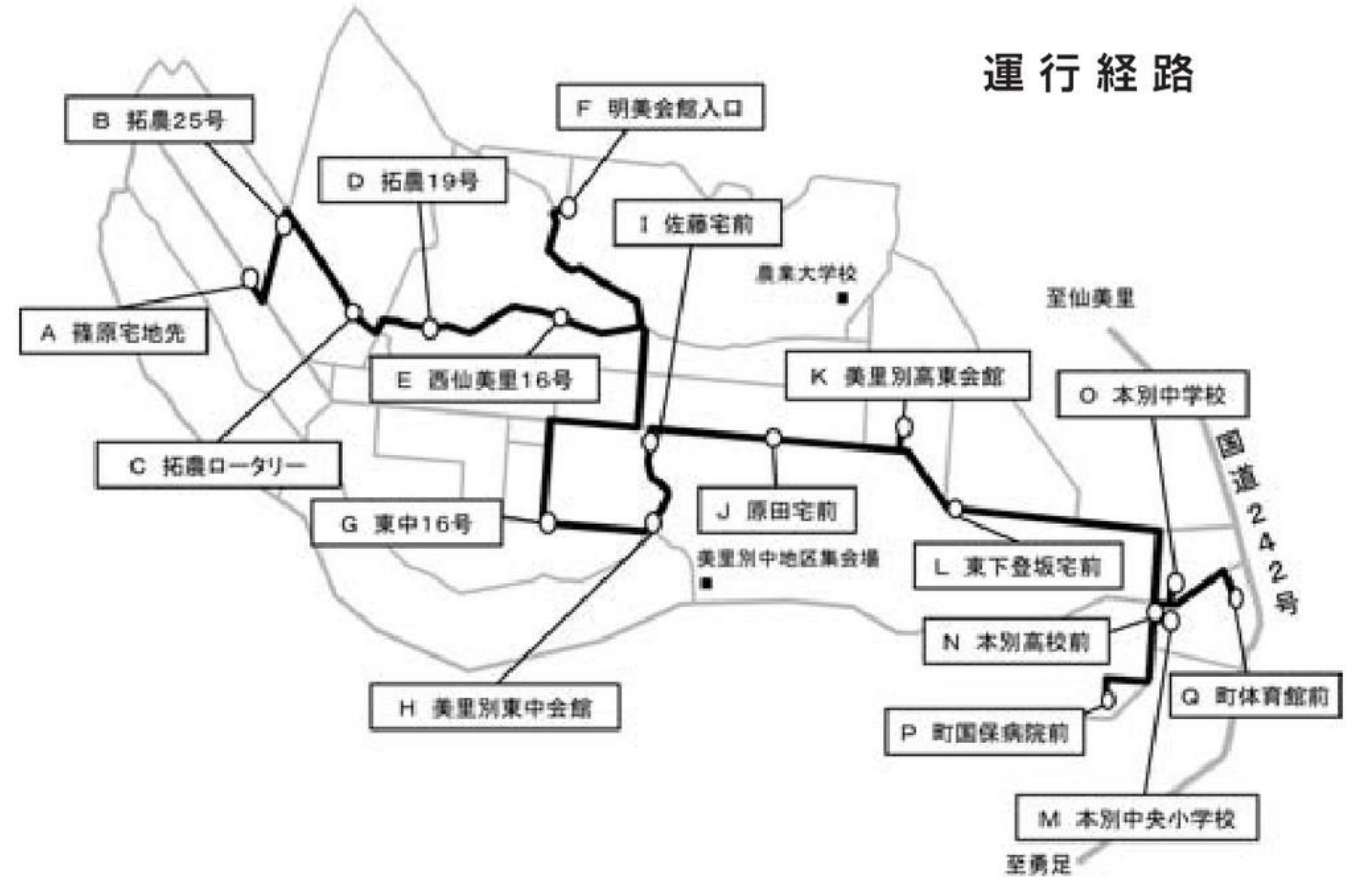 運行経路
B 拓農25号
F 明美会館入口
D 拓農19号
I 佐藤宅前
農業大学校
至仙美里
A 篠原宅地先
E 西仙美里16号
K 美里別高東会館
O 本別中学校
C 拓農ロータリー
国道242号
G 東中16号
J 原田宅前
美里別中地区集会場
L 東下登坂宅前
N 本別高校前
H 美里別東中会館
P 町国保病院前
Q 町体育館前
M 本別中央小学校
至勇足